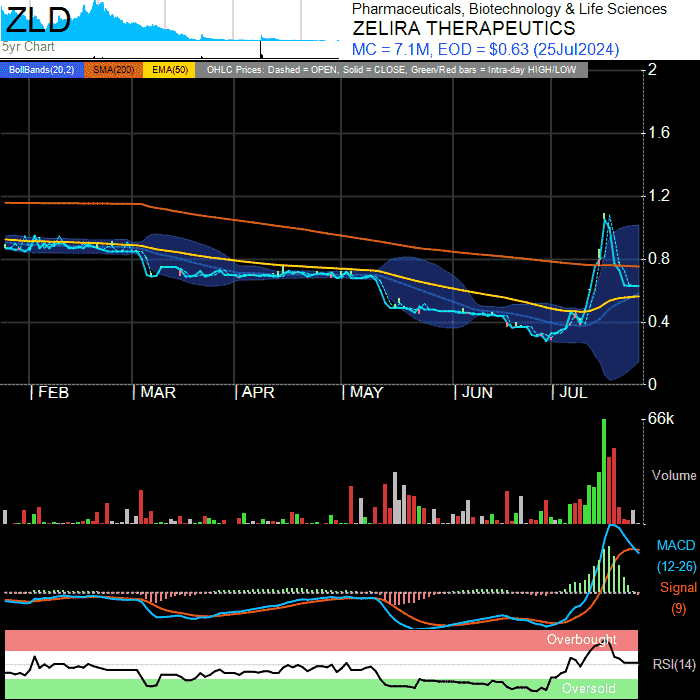 ZLD
5yr Chart
Pharmaceuticals, Biotechnology & Life Sciences
ZELIRA THERAPEUTICS
MC = 7.1M, EOD = $0.63 (25Jul2024)
BollBands(20,2) SMA(200) EMA(50) OHLC Prices: Dashed = OPEN, Solid = CLOSE, Green/Red bars = Intra-day HIGH/LOW
2
1.6
1.2
0.8
0.4
0
| FEB | MAR | APR | MAY | JUN | JUL
66k
Volume
MACD
(12-26)
Signal
(9)
Overbought
RSI(14)
Oversold